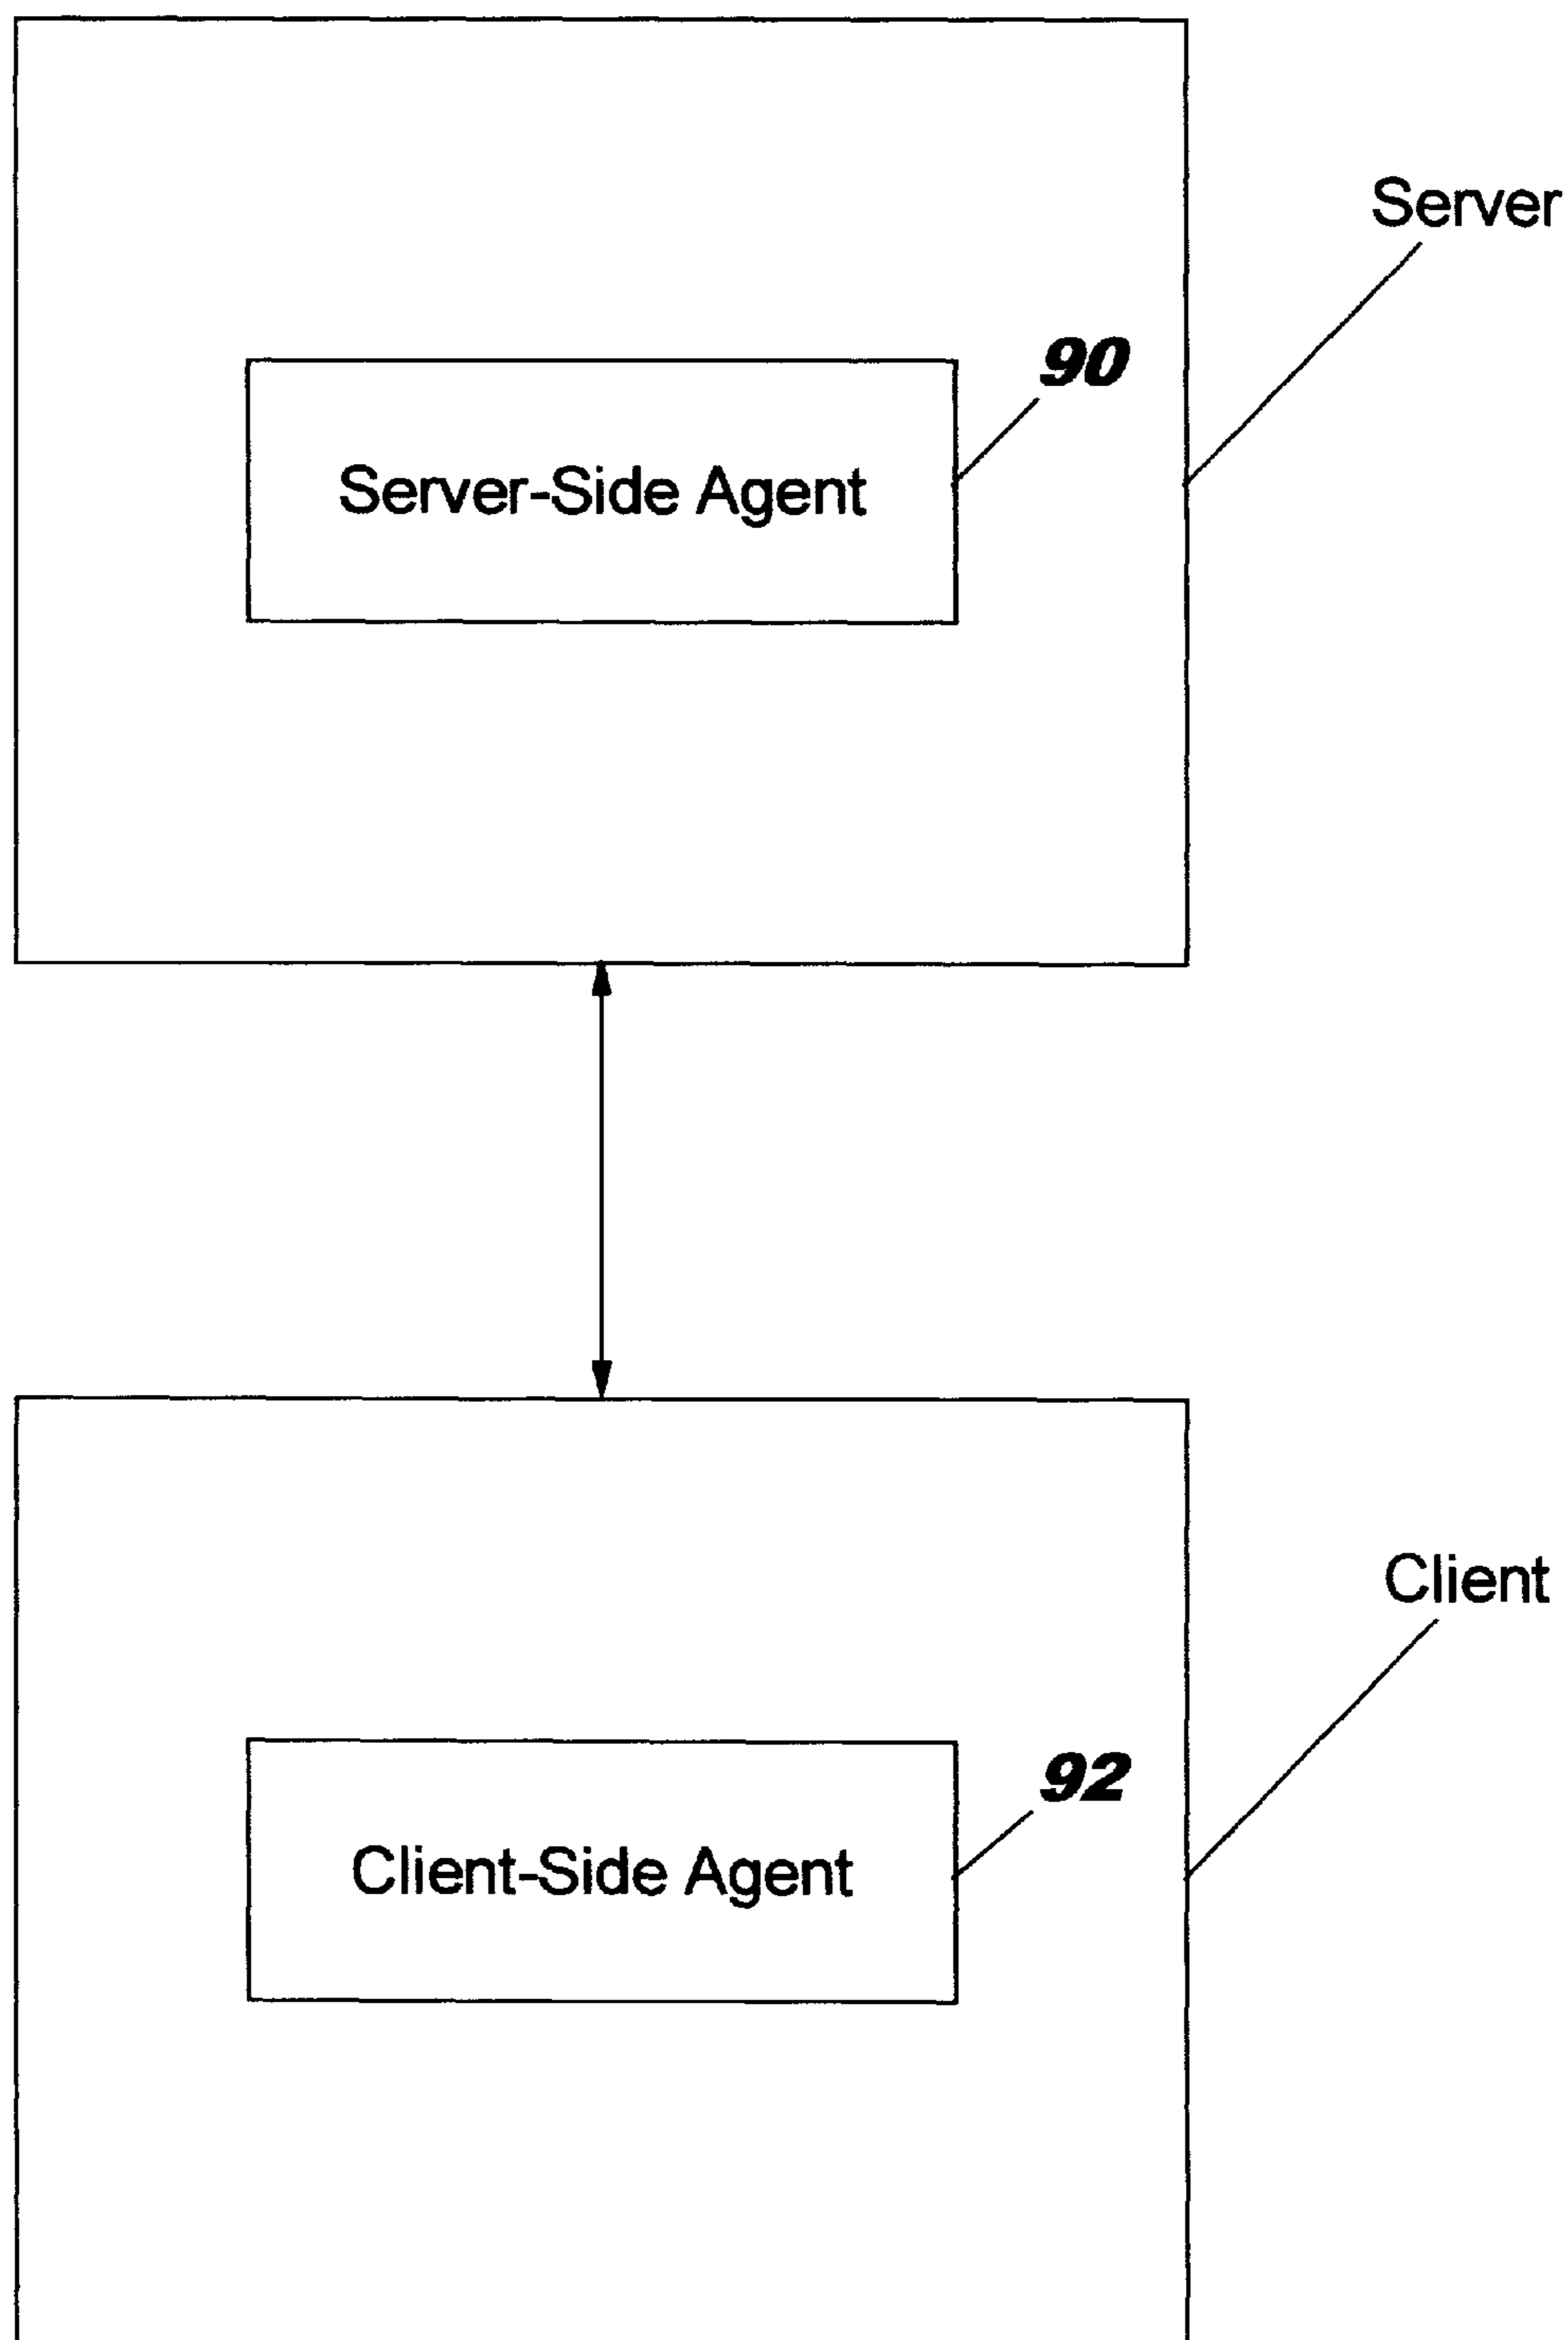 Server
90
Server-Side Agent
Client
92
Client-Side Agent